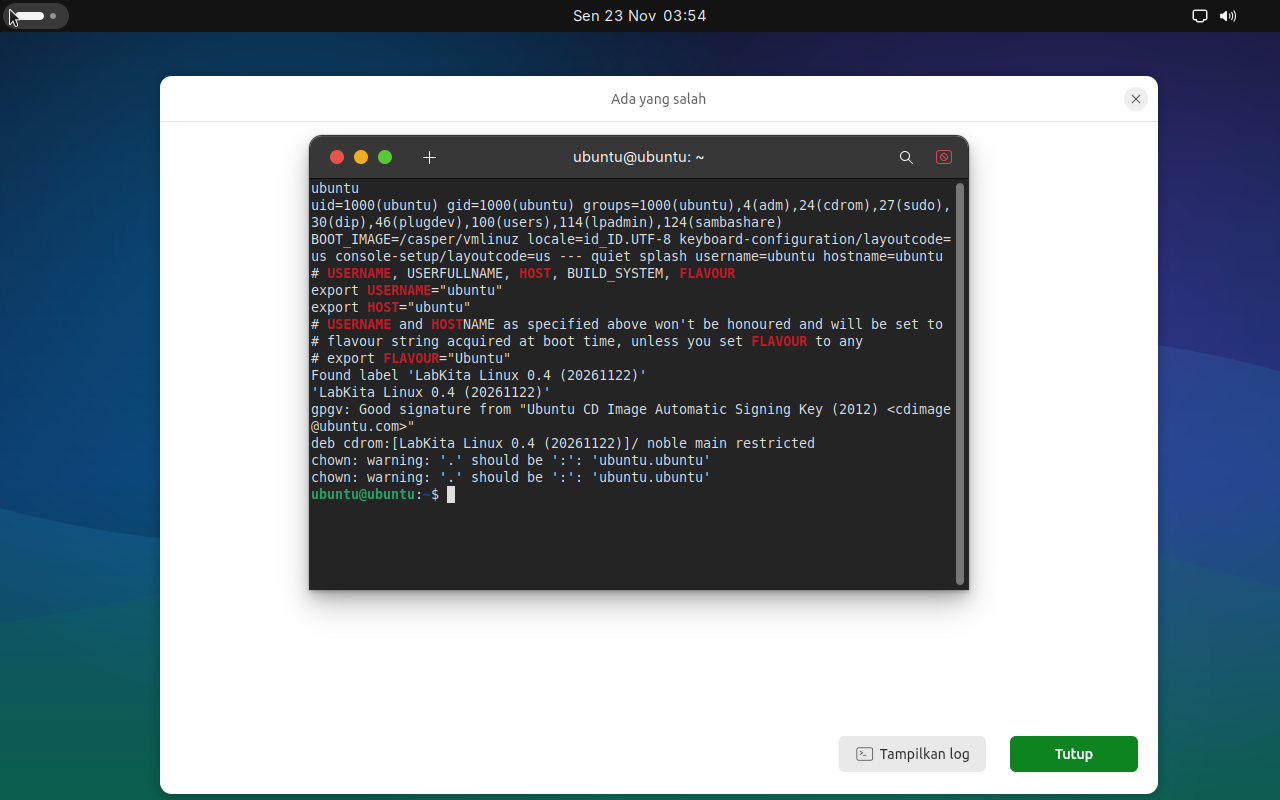 Sen 23 Nov 03:54
Ada yang salah
ubuntu@ubuntu: ~
ubuntu
uid=1000(ubuntu) gid=1000(ubuntu) groups=1000(ubuntu),4(adm),24(cdrom),27(sudo),
30(dip),46(plugdev),100(users),114(lpadmin),124(sambashare)
BOOT_IMAGE=/casper/vmlinuz locale=id_ID.UTF-8 keyboard-configuration/layoutcode=
us console-setup/layoutcode=us --- quiet splash username=ubuntu hostname=ubuntu
# USERNAME, USERFULLNAME, HOST, BUILD_SYSTEM, FLAVOUR
export USERNAME="ubuntu"
export HOST="ubuntu"
# USERNAME and HOSTNAME as specified above won't be honoured and will be set to
# flavour string acquired at boot time, unless you set FLAVOUR to any
# export FLAVOUR="Ubuntu"
Found label 'LabKita Linux 0.4 (20261122)'
'LabKita Linux 0.4 (20261122)'
gpgv: Good signature from "Ubuntu CD Image Automatic Signing Key (2012) <cdimage
@ubuntu.com>"
deb cdrom:[LabKita Linux 0.4 (20261122)]/ noble main restricted
chown: warning: '.' should be ':': 'ubuntu.ubuntu'
chown: warning: '.' should be ':': 'ubuntu.ubuntu'
ubuntu@ubuntu:~$
Tampilkan log
Tutup